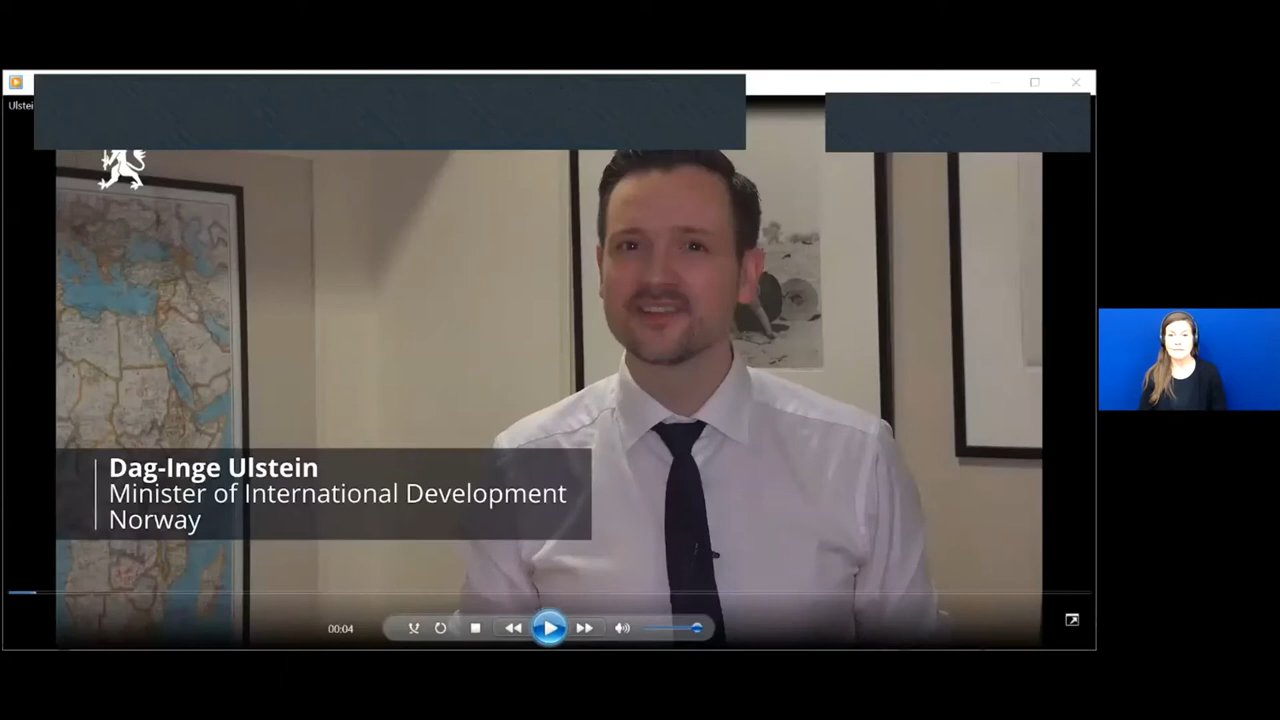 Ulstei
Dag-Inge Ulstein
Minister of International Development
Norway
00:04